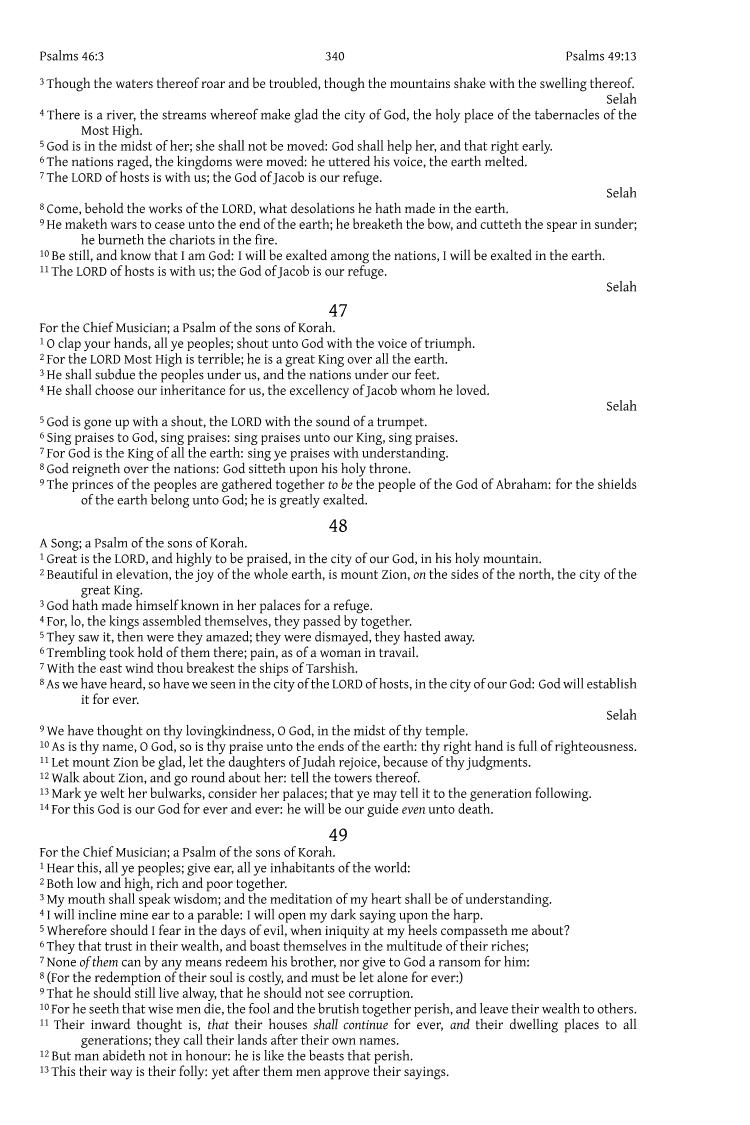 Psalms 46:3 340 Psalms 49:13
3 Though the waters thereof roar and be troubled, though the mountains shake with the swelling thereof.
Selah
4 There is a river, the streams whereof make glad the city of God, the holy place of the tabernacles of the
Most High.
5 God is in the midst of her; she shall not be moved: God shall help her, and that right early.
6 The nations raged, the kingdoms were moved: he uttered his voice, the earth melted.
7 The LORD of hosts is with us; the God of Jacob is our refuge.
Selah
8 Come, behold the works of the LORD, what desolations he hath made in the earth.
9 He maketh wars to cease unto the end of the earth; he breaketh the bow, and cutteth the spear in sunder;
he burneth the chariots in the fire.
10 Be still, and know that I am God: I will be exalted among the nations, I will be exalted in the earth.
11 The LORD of hosts is with us; the God of Jacob is our refuge.
Selah
47
For the Chief Musician; a Psalm of the sons of Korah.
1 O clap your hands, all ye peoples; shout unto God with the voice of triumph.
2 For the LORD Most High is terrible; he is a great King over all the earth.
3 He shall subdue the peoples under us, and the nations under our feet.
4 He shall choose our inheritance for us, the excellency of Jacob whom he loved.
Selah
5 God is gone up with a shout, the LORD with the sound of a trumpet.
6 Sing praises to God, sing praises: sing praises unto our King, sing praises.
7 For God is the King of all the earth: sing ye praises with understanding.
8 God reigneth over the nations: God sitteth upon his holy throne.
9 The princes of the peoples are gathered together to be the people of the God of Abraham: for the shields
of the earth belong unto God; he is greatly exalted.
48
A Song; a Psalm of the sons of Korah.
1 Great is the LORD, and highly to be praised, in the city of our God, in his holy mountain.
2 Beautiful in elevation, the joy of the whole earth, is mount Zion, on the sides of the north, the city of the
great King.
3 God hath made himself known in her palaces for a refuge.
4 For, lo, the kings assembled themselves, they passed by together.
5 They saw it, then were they amazed; they were dismayed, they hasted away.
6 Trembling took hold of them there; pain, as of a woman in travail.
7 With the east wind thou breakest the ships of Tarshish.
8 As we have heard, so have we seen in the city of the LORD of hosts, in the city of our God: God will establish
it for ever.
Selah
9 We have thought on thy lovingkindness, O God, in the midst of thy temple.
10 As is thy name, O God, so is thy praise unto the ends of the earth: thy right hand is full of righteousness.
11 Let mount Zion be glad, let the daughters of Judah rejoice, because of thy judgments.
12 Walk about Zion, and go round about her: tell the towers thereof.
13 Mark ye welt her bulwarks, consider her palaces; that ye may tell it to the generation following.
14 For this God is our God for ever and ever: he will be our guide even unto death.
49
For the Chief Musician; a Psalm of the sons of Korah.
1 Hear this, all ye peoples; give ear, all ye inhabitants of the world:
2 Both low and high, rich and poor together.
3 My mouth shall speak wisdom; and the meditation of my heart shall be of understanding.
4 I will incline mine ear to a parable: I will open my dark saying upon the harp.
5 Wherefore should I fear in the days of evil, when iniquity at my heels compasseth me about?
6 They that trust in their wealth, and boast themselves in the multitude of their riches;
7 None of them can by any means redeem his brother, nor give to God a ransom for him:
8 (For the redemption of their soul is costly, and must be let alone for ever:)
9 That he should still live alway, that he should not see corruption.
10 For he seeth that wise men die, the fool and the brutish together perish, and leave their wealth to others.
11 Their inward thought is, that their houses shall continue for ever, and their dwelling places to all
generations; they call their lands after their own names.
12 But man abideth not in honour: he is like the beasts that perish.
13 This their way is their folly: yet after them men approve their sayings.